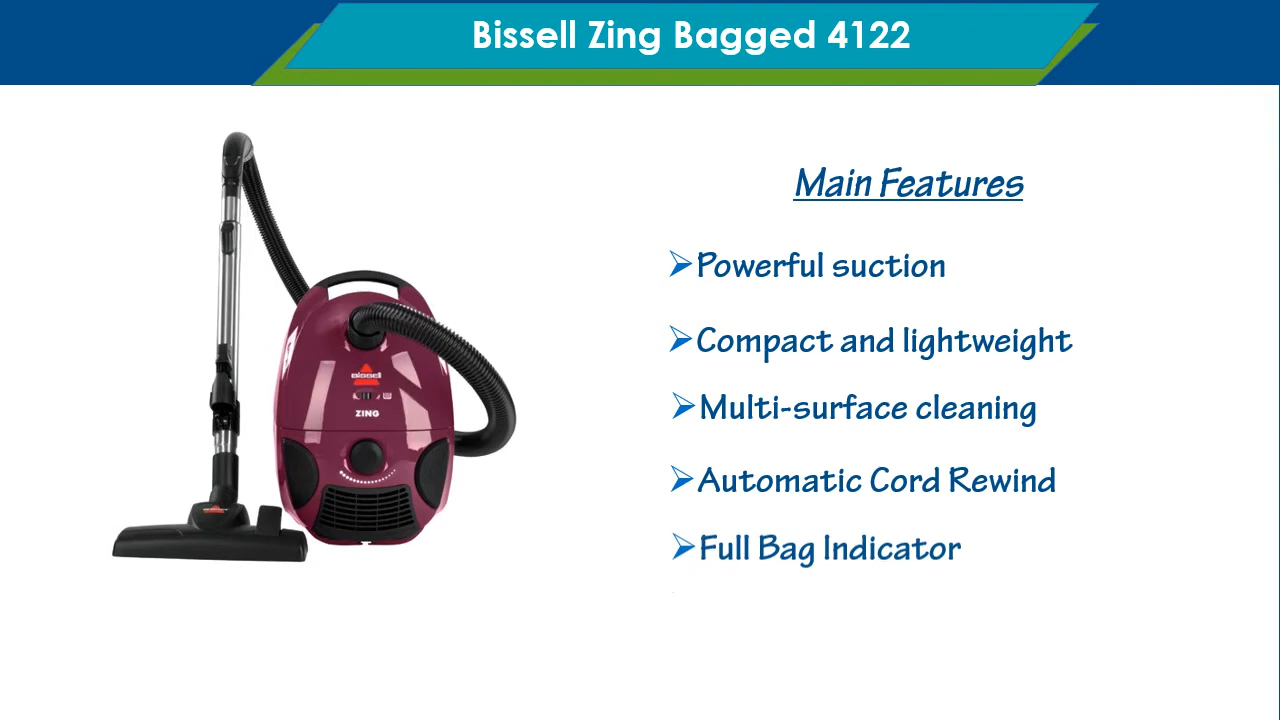 Bissell Zing Bagged 4122
Main Features
Powerful suction
Compact and lightweight
Multi-surface cleaning
Automatic Cord Rewind
Full Bag Indicator
BISSELL
ZING